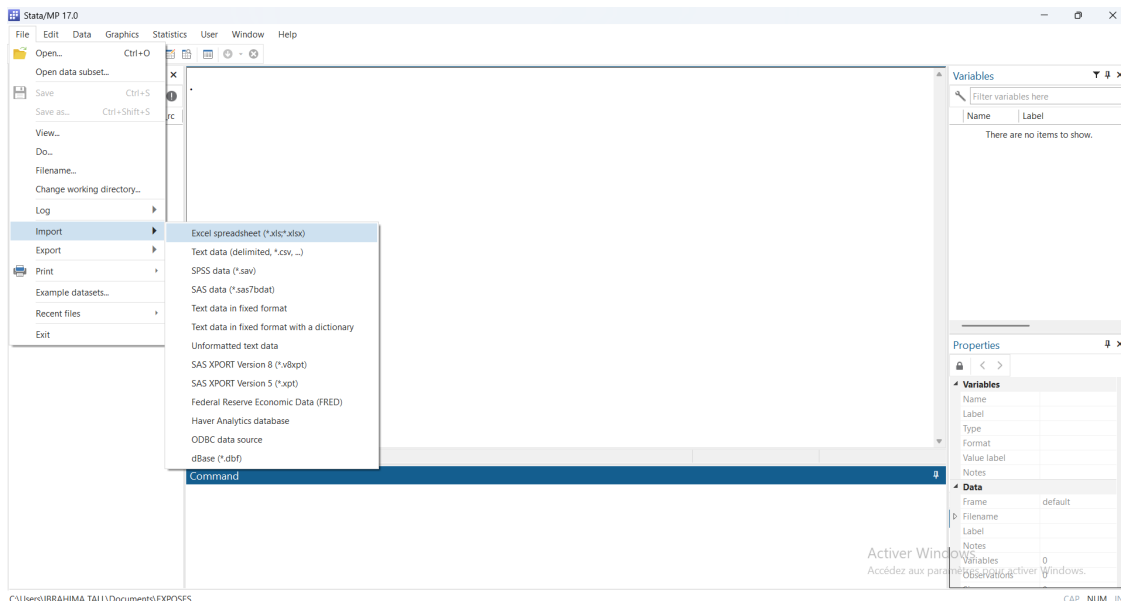 Stata/MP 17.0
File Edit Data Graphics Statistics User Window Help
Open... Ctrl+O
Open data subset...
Save Ctrl+S
Save as... Ctrl+Shift+S
View...
Do...
Filename...
Change working directory...
Log
Import
Export
Print
Example datasets...
Recent files
Exit
rc
.
Excel spreadsheet (*.xls;*.xlsx)
Text data (delimited, *.csv, ...)
SPSS data (*.sav)
SAS data (*.sas7bdat)
Text data in fixed format
Text data in fixed format with a dictionary
Unformatted text data
SAS XPORT Version 8 (*.v8xpt)
SAS XPORT Version 5 (*.xpt)
Federal Reserve Economic Data (FRED)
Haver Analytics database
ODBC data source
dBase (*.dbf)
Command
Variables
Filter variables here
Name Label
There are no items to show.
Properties
Variables
Name
Label
Type
Format
Value label
Notes
Data
Frame default
Filename
Label
Notes
Variables 0
Observations 0
Activer Windows
Accédez aux paramètres pour activer Windows.
C:\Users\IBRAHIMA TALL\Documents\EXPOSES
CAP NUM IN